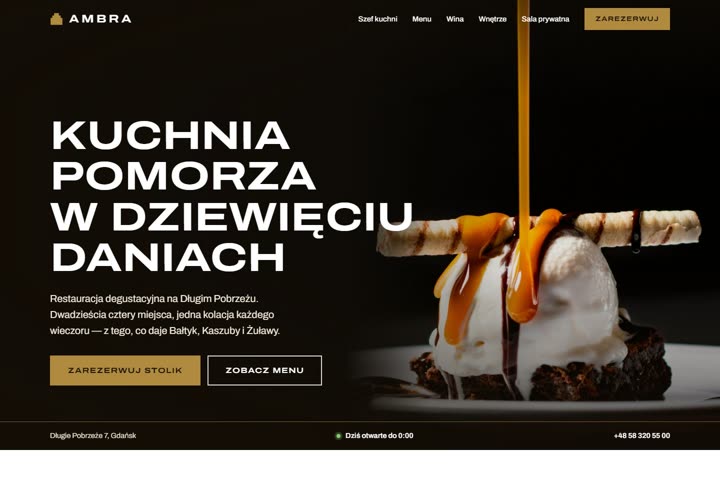 AMBRA
Szef kuchni Menu Wina Wnętrze Sala prywatna ZAREZERWUJ
KUCHNIA
POMORZA
W DZIEWIĘCIU
DANIACH
Restauracja degustacyjna na Długim Pobrzeżu.
Dwadzieścia cztery miejsca, jedna kolacja każdego
wieczoru — z tego, co daje Bałtyk, Kaszuby i Żuławy.
ZAREZERWUJ STOLIK ZOBACZ MENU
Długie Pobrzeże 7, Gdańsk Dziś otwarte do 0:00 +48 58 320 55 00